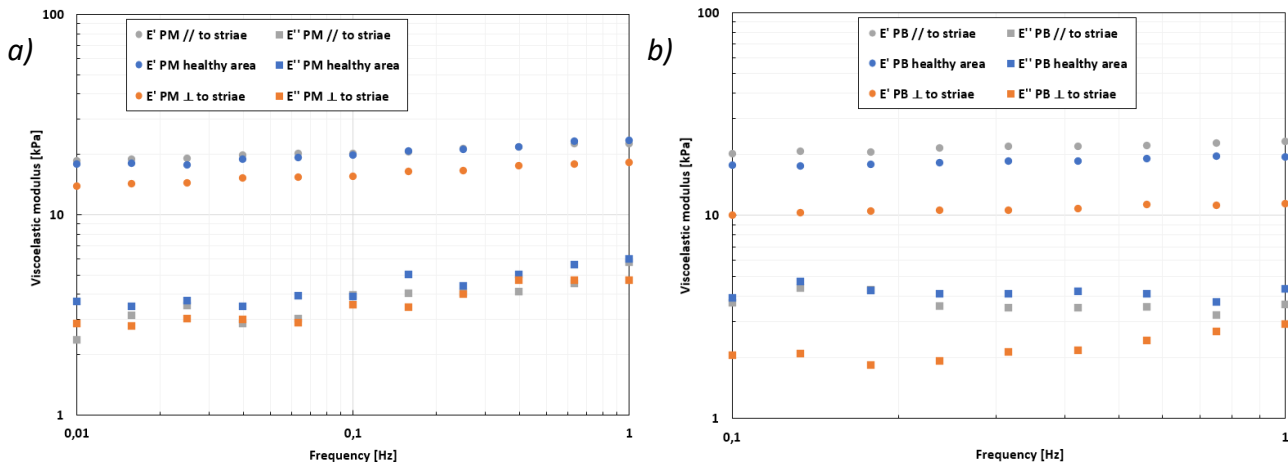 a)
100
E' PM // to striae E'' PM // to striae
E' PM healthy area E'' PM healthy area
E' PM ⊥ to striae E'' PM ⊥ to striae
Viscoelastic modulus [kPa]
10
1
0,01 0,1 1
Frequency [Hz]
b)
100
E' PB // to striae E'' PB // to striae
E' PB healthy area E'' PB healthy area
E' PB ⊥ to striae E'' PB ⊥ to striae
Viscoelastic modulus [kPa]
10
1
0,1 1
Frequency [Hz]